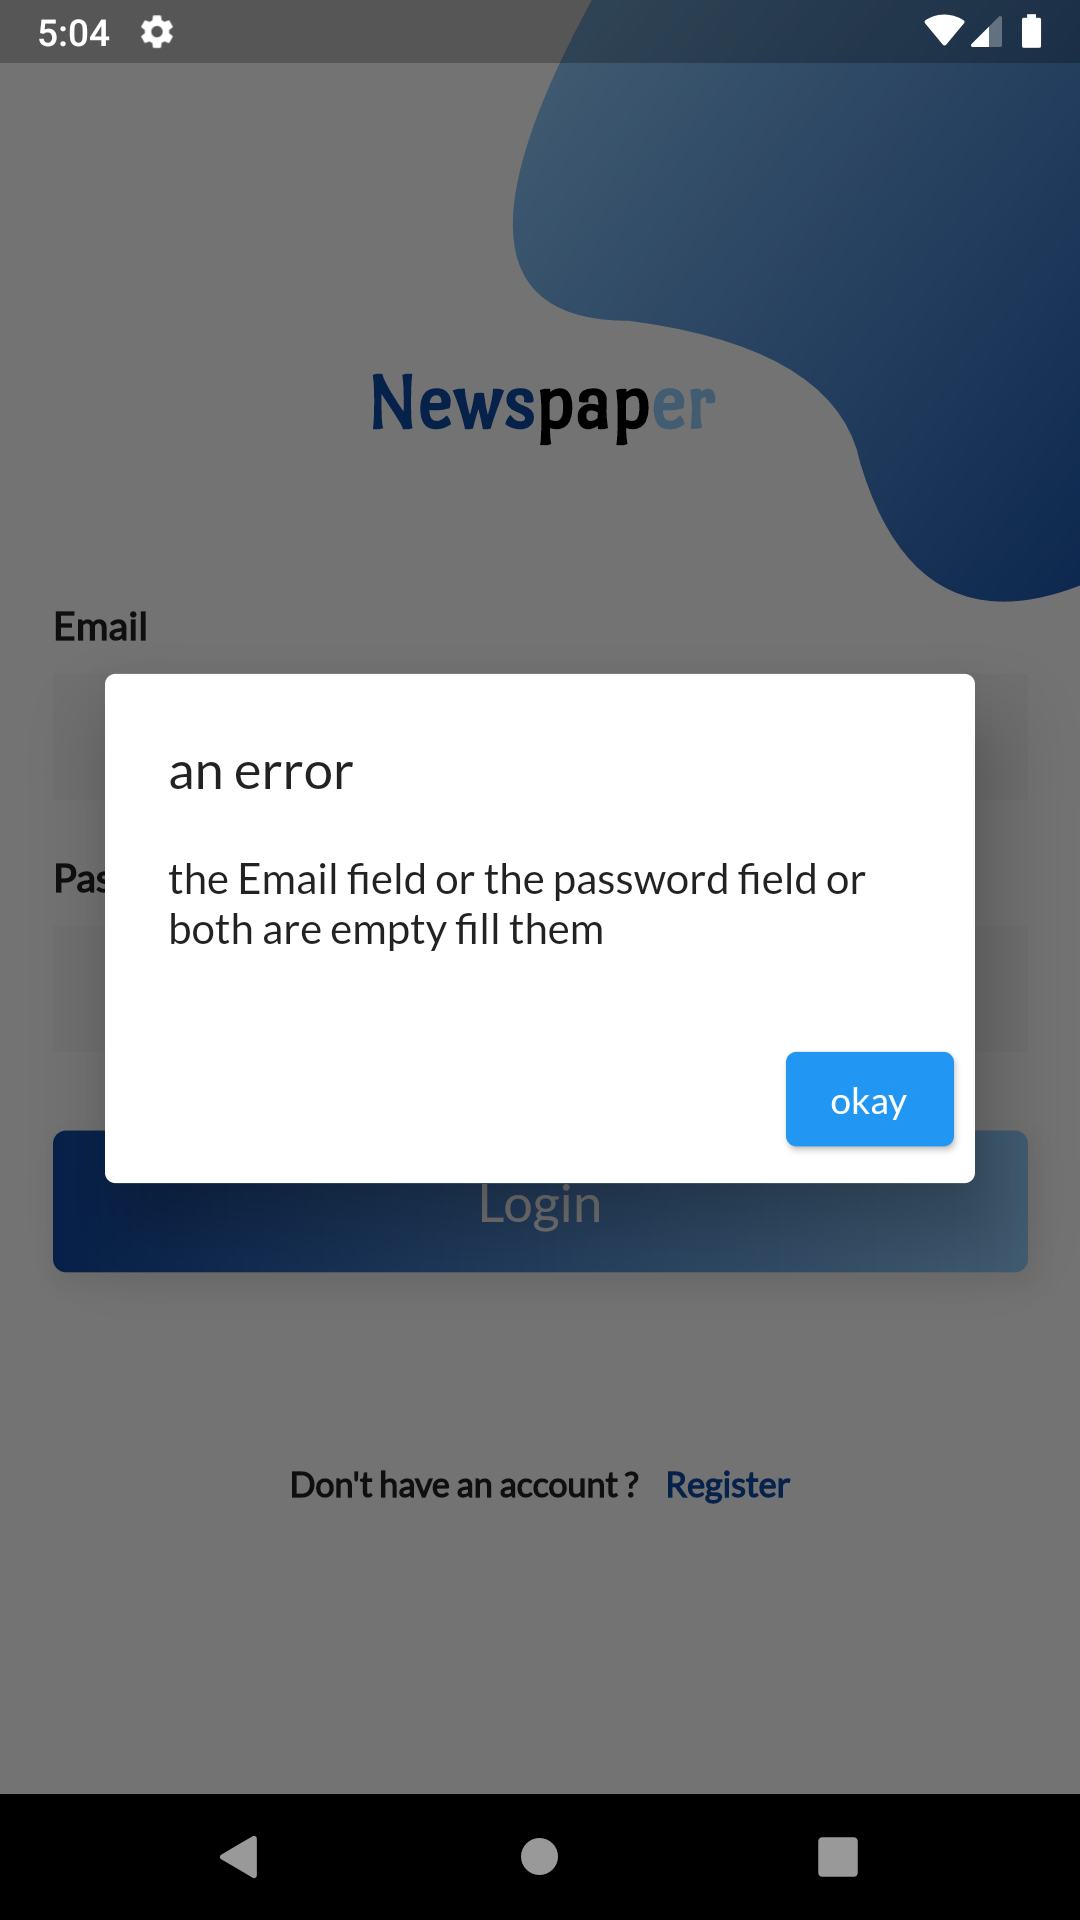 5:04
Newspaper
Email
an error
the Email field or the password field or
both are empty fill them
Pas
okay
Login
Don't have an account ? Register